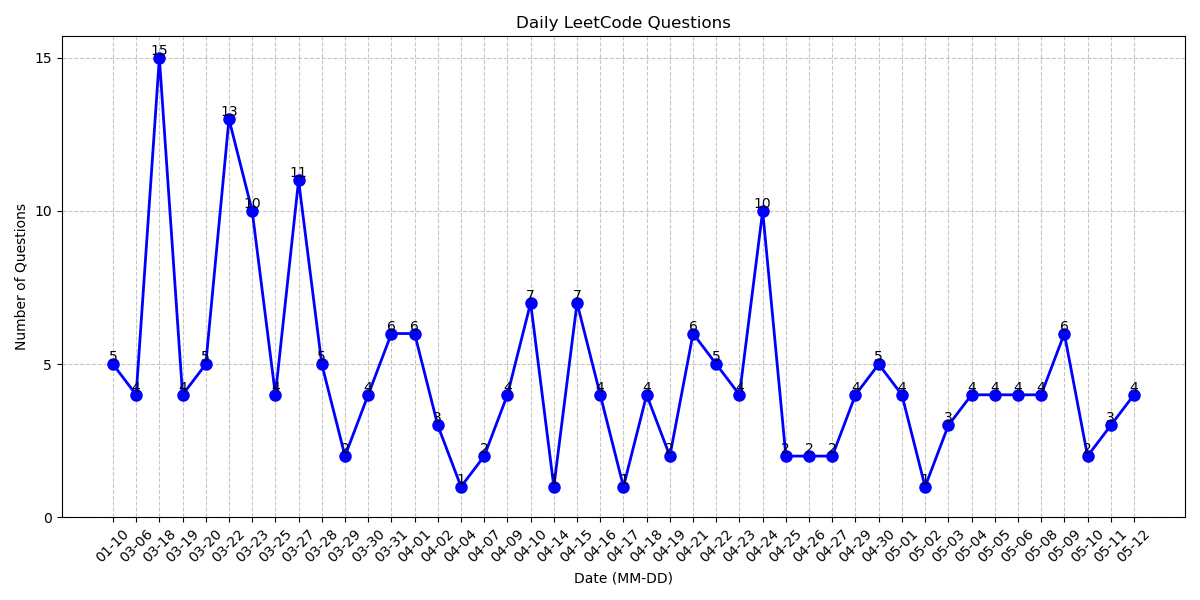 Daily LeetCode Questions
Number of Questions
15
10
5
0
5 4 15 4 5 13 10 4 11 5 2 4 6 6 3 1 2 4 7 1 7 4 1 4 2 6 5 4 10 2 2 2 4 5 4 1 3 4 4 4 4 6 2 3 4
01-10 03-06 03-18 03-19 03-20 03-22 03-23 03-25 03-27 03-28 03-29 03-30 03-31 04-01 04-02 04-04 04-07 04-09 04-10 04-14 04-15 04-16 04-17 04-18 04-19 04-21 04-22 04-23 04-24 04-25 04-26 04-27 04-29 04-30 05-01 05-02 05-03 05-04 05-05 05-06 05-08 05-09 05-10 05-11 05-12
Date (MM-DD)